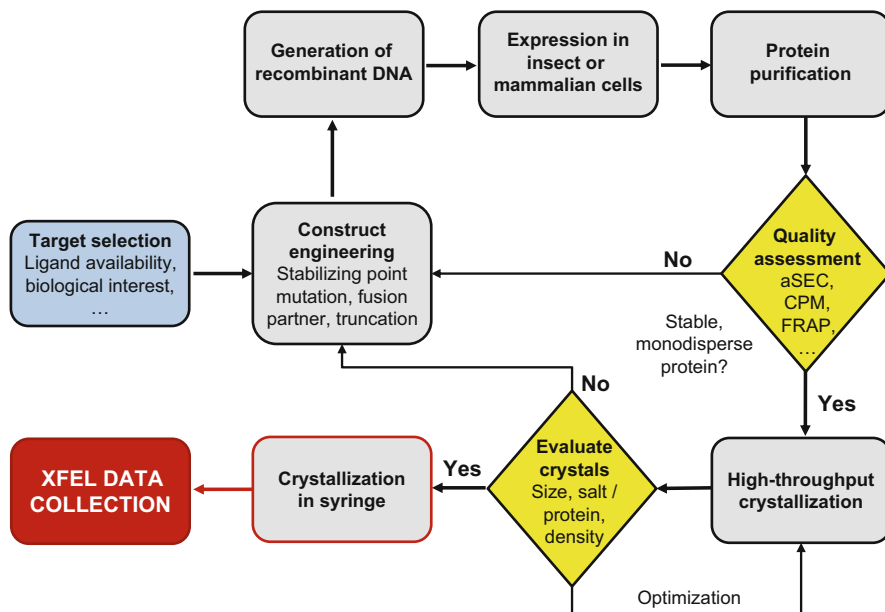 Generation of
recombinant DNA
Expression in
insect or
mammalian cells
Protein
purification
Target selection
Ligand availability,
biological interest,
…
Construct
engineering
Stabilizing point
mutation, fusion
partner, truncation
No
Quality
assessment
aSEC,
CPM,
FRAP,
…
Stable,
monodisperse
protein?
Yes
No
XFEL DATA
COLLECTION
Crystallization
in syringe
Yes
Evaluate
crystals
Size, salt /
protein,
density
High-throughput
crystallization
Optimization